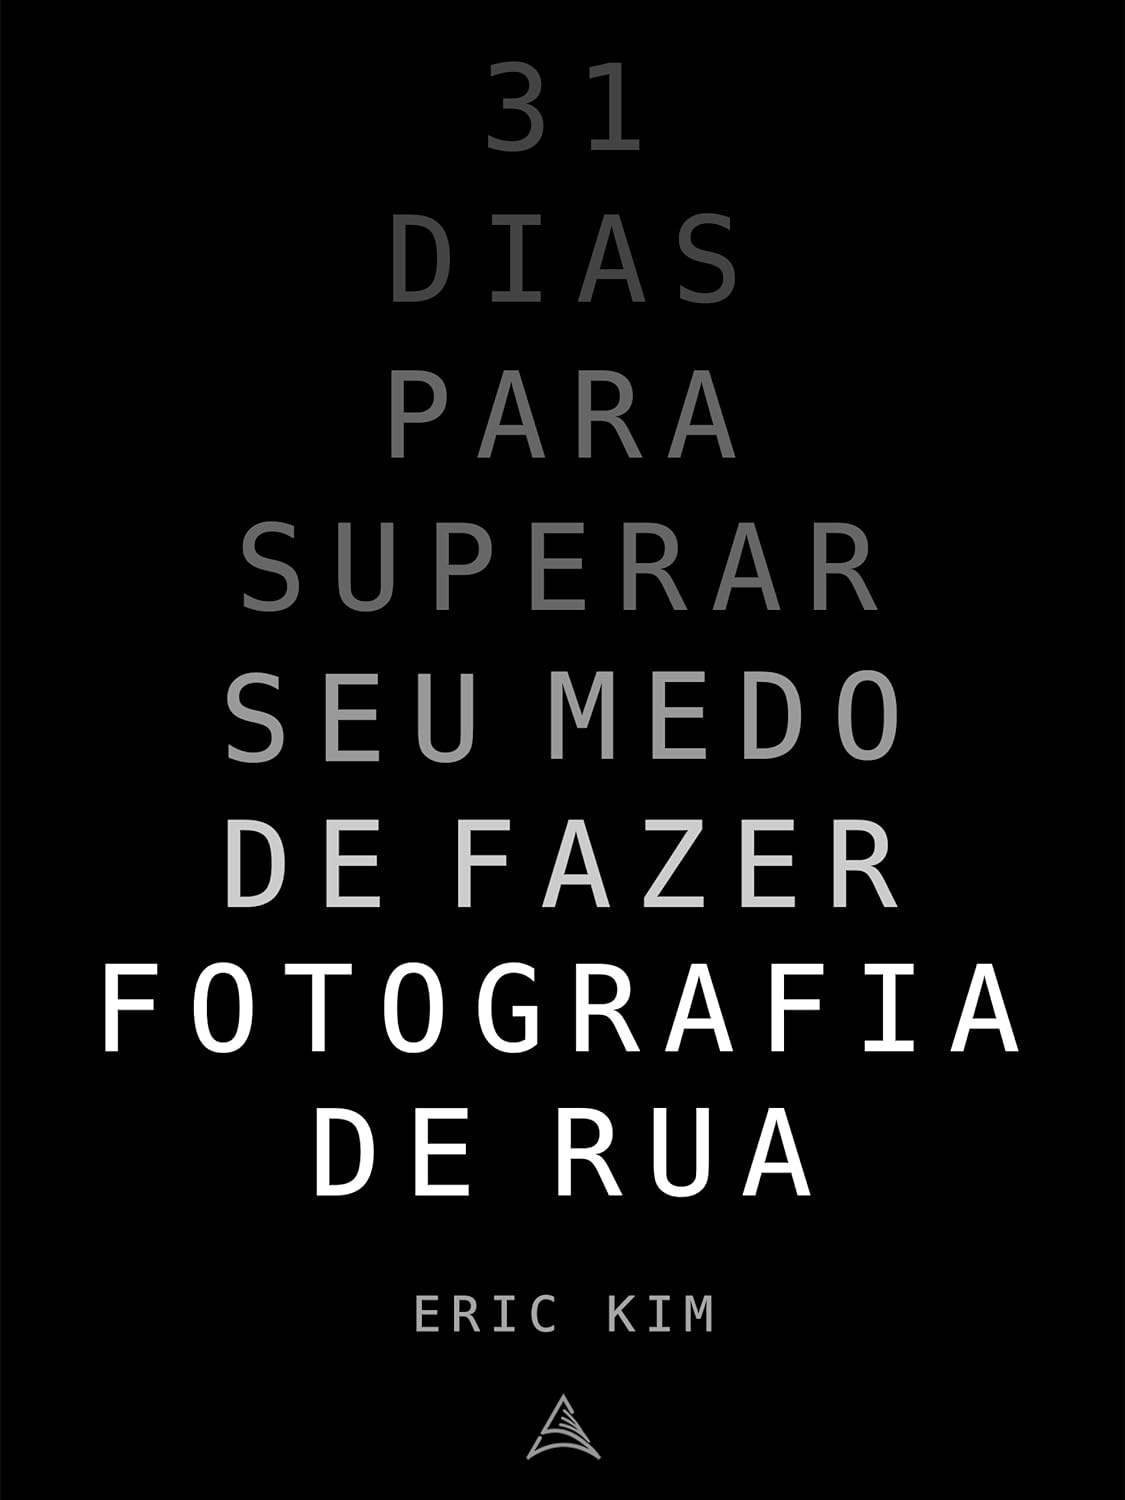 31
DIAS
PARA
SUPERAR
SEU MEDO
DE FAZER
FOTOGRAFIA
DE RUA
ERIC KIM